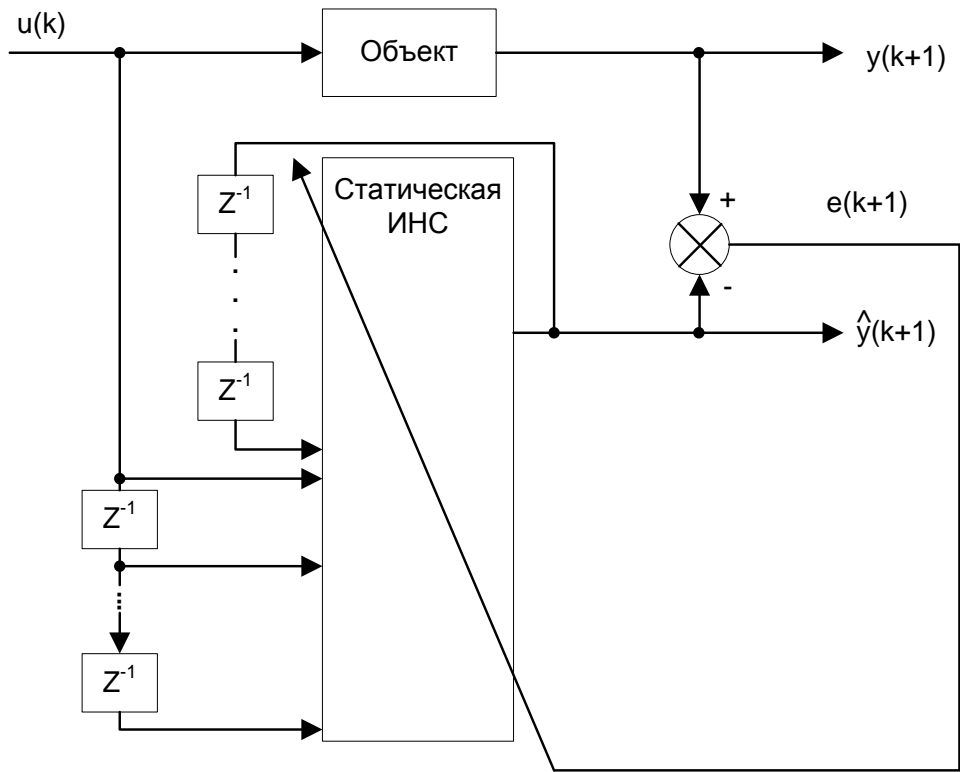 u(k)
Объект
y(k+1)
Z⁻¹
Статическая
ИНС
+
e(k+1)
-
ŷ(k+1)
Z⁻¹
Z⁻¹
Z⁻¹